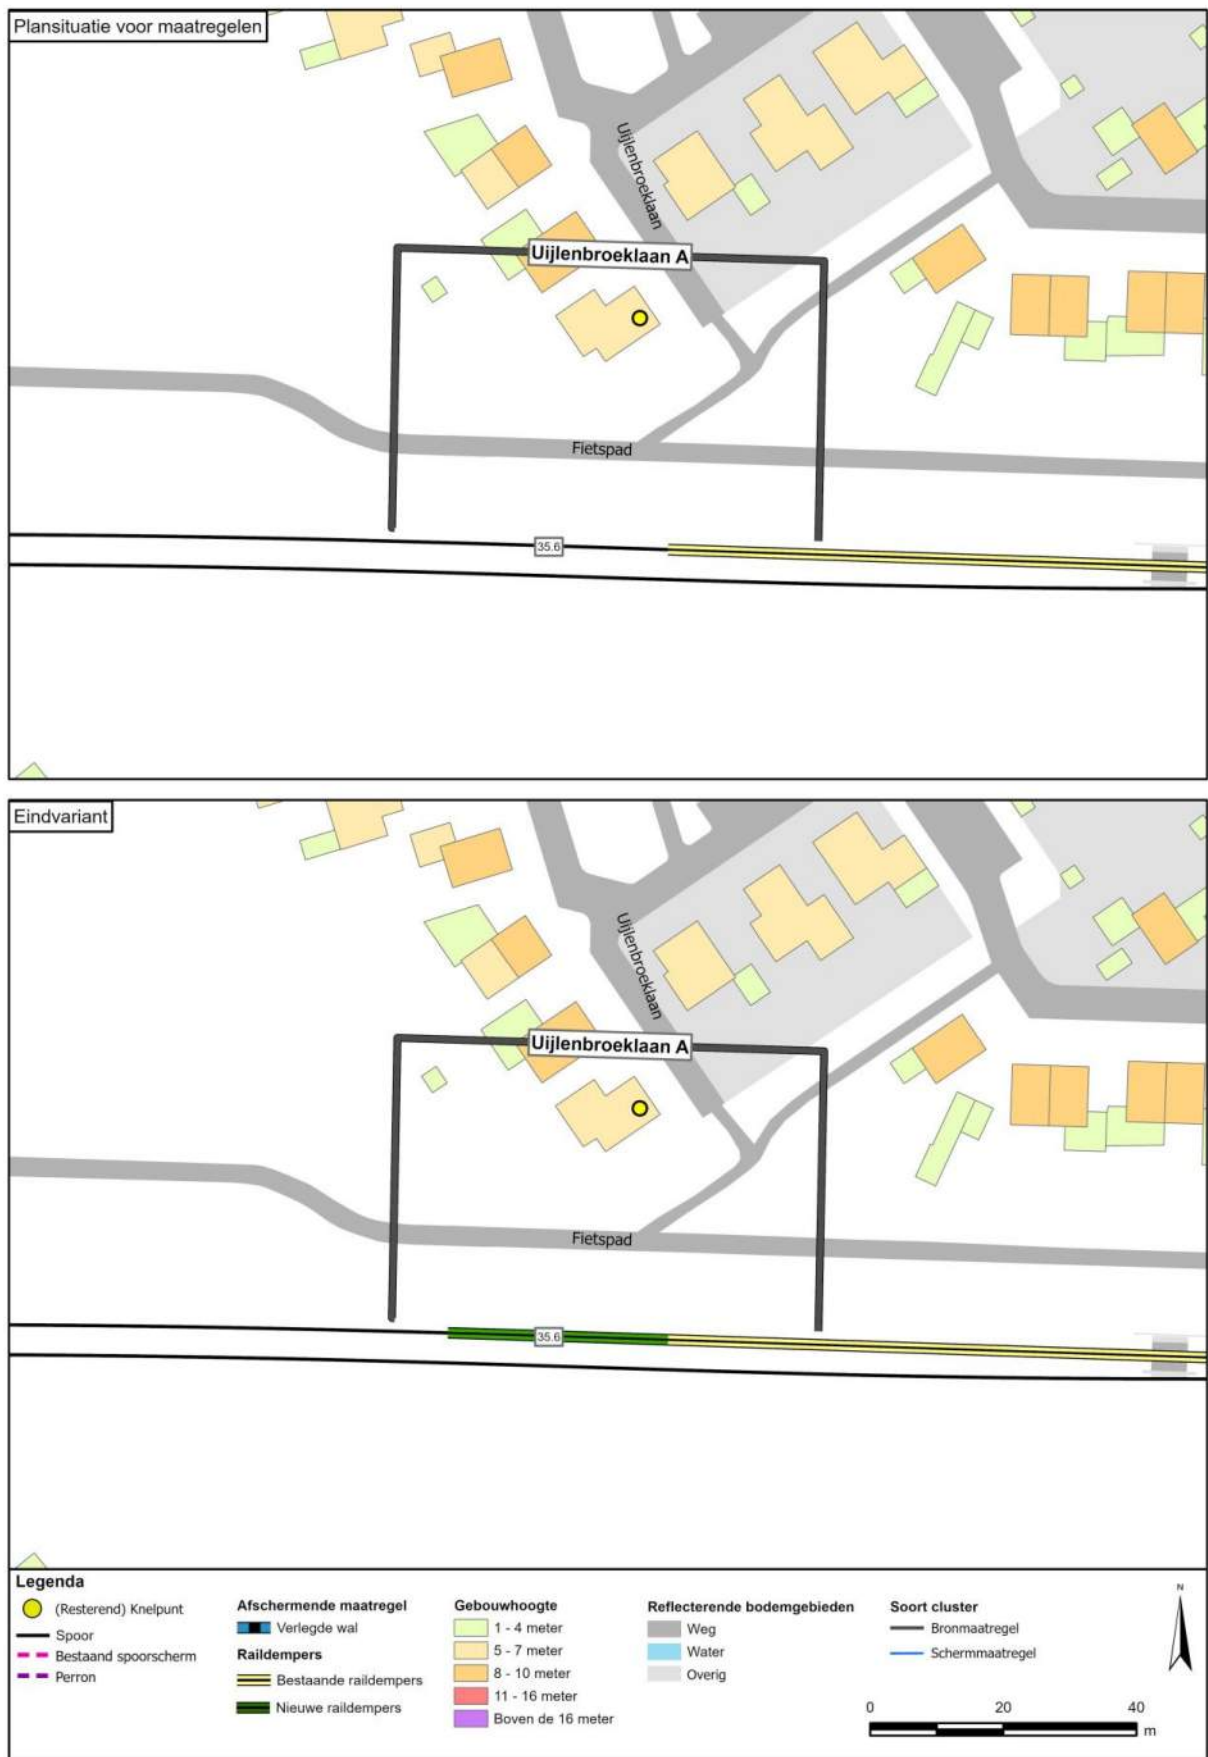 Plansituatie voor maatregelen
Uijlenbroeklaan
Uijlenbroeklaan A
Fietspad
35.6
Eindvariant
Uijlenbroeklaan
Uijlenbroeklaan A
Fietspad
35.6
Legenda
(Resterend) Knelpunt
Spoor
Bestaand spoorscherm
Perron
Afschermende maatregel
Verlegde wal
Raildempers
Bestaande raildempers
Nieuwe raildempers
Gebouwhoogte
1 - 4 meter
5 - 7 meter
8 - 10 meter
11 - 16 meter
Boven de 16 meter
Reflecterende bodemgebieden
Weg
Water
Overig
Soort cluster
Bronmaatregel
Schermmaatregel
N
0 20 40
m